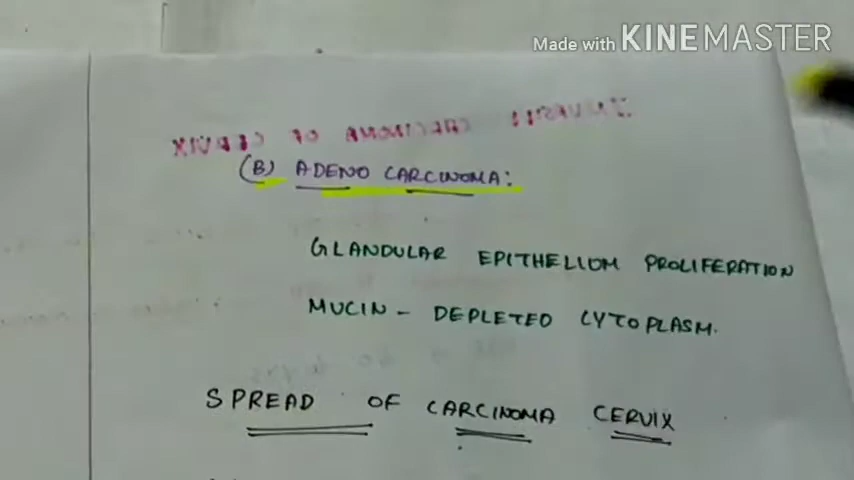 Made with KINEMASTER
(B) ADENO CARCINOMA:
GLANDULAR EPITHELIUM PROLIFERATION
MUCIN - DEPLETED CYTOPLASM.
SPREAD OF CARCINOMA CERVIX